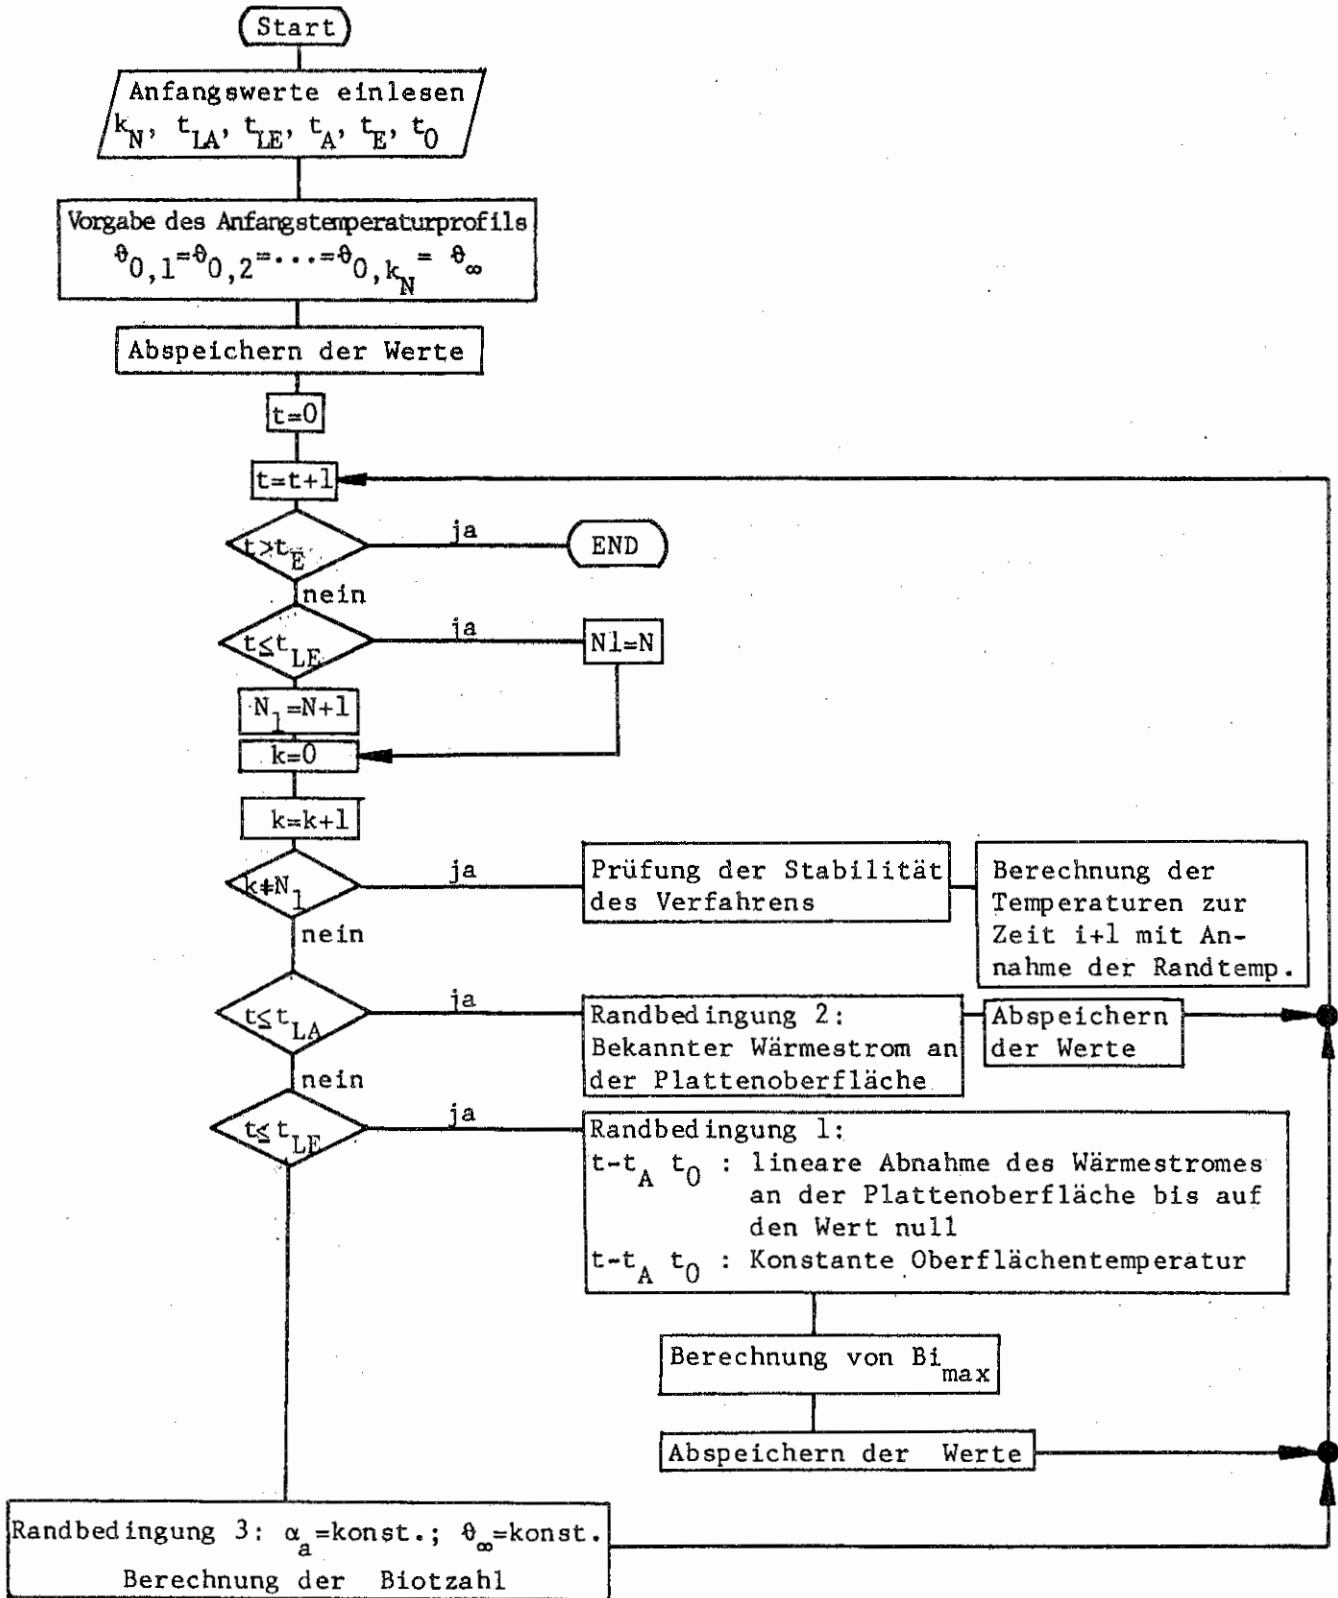 Start
Anfangswerte einlesen
k_N, t_LA, t_LE, t_A, t_E, t_0
Vorgabe des Anfangstemperaturprofils
ϑ_0,1=ϑ_0,2=...=ϑ_0,k_N= ϑ_∞
Abspeichern der Werte
t=0
t=t+1
t>t_E
ja
END
nein
t≤t_LE
ja
N1=N
N_1=N+1
k=0
k=k+1
k≠N_1
ja
Prüfung der Stabilität
des Verfahrens
Berechnung der
Temperaturen zur
Zeit i+1 mit An-
nahme der Randtemp.
nein
t≤t_LA
ja
Randbedingung 2:
Bekannter Wärmestrom an
der Plattenoberfläche
Abspeichern
der Werte
nein
t≤t_LE
ja
Randbedingung 1:
t-t_A t_0 : lineare Abnahme des Wärmestromes
an der Plattenoberfläche bis auf
den Wert null
t-t_A t_0 : Konstante Oberflächentemperatur
Berechnung von Bi_max
Abspeichern der Werte
Randbedingung 3: α_a=konst.; ϑ_∞=konst.
Berechnung der Biotzahl